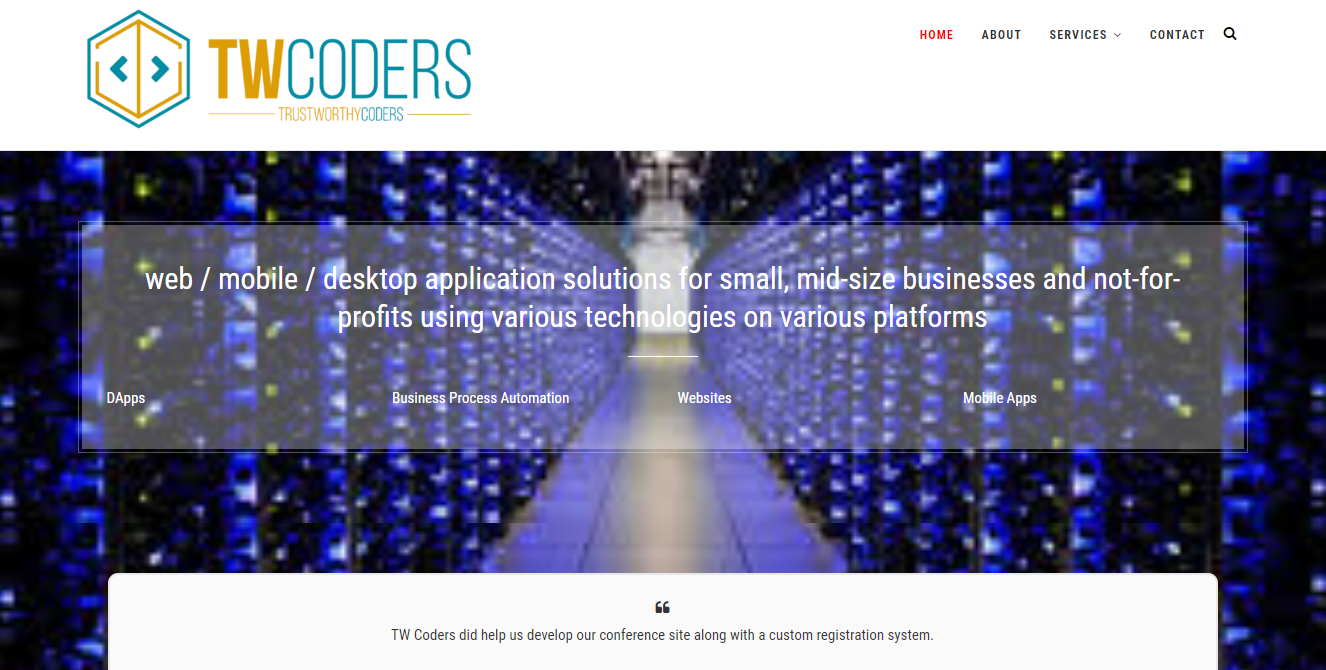 TWCODERS
TRUSTWORTHYCODERS
HOME ABOUT SERVICES CONTACT
web / mobile / desktop application solutions for small, mid-size businesses and not-for-
profits using various technologies on various platforms
DApps Business Process Automation Websites Mobile Apps
❝
TW Coders did help us develop our conference site along with a custom registration system.